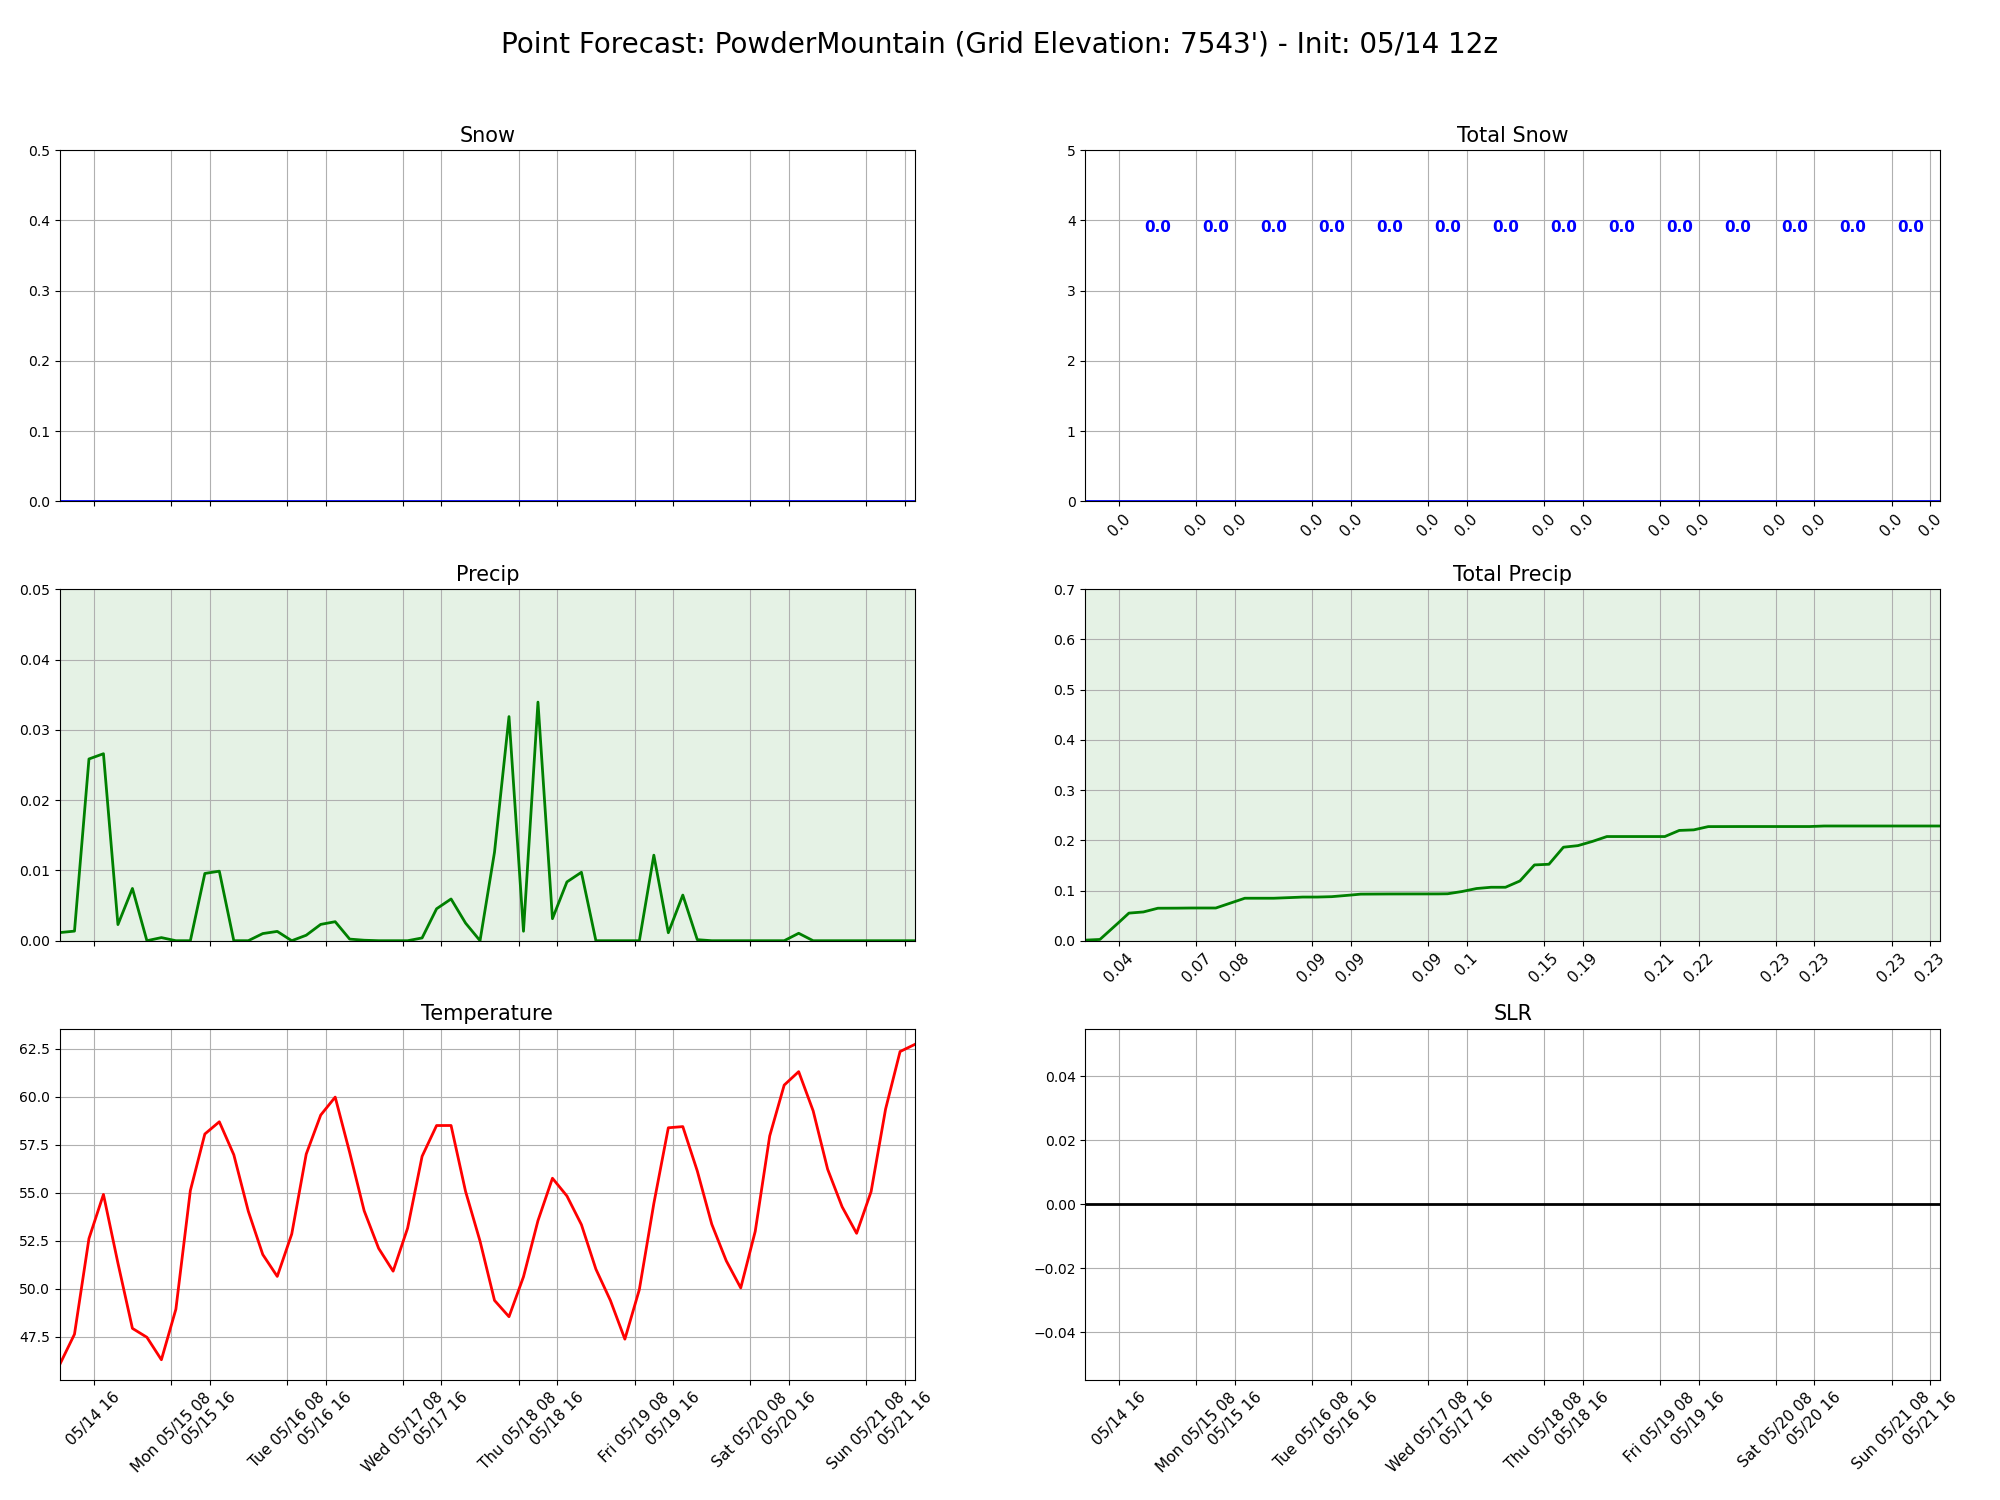 Point Forecast: PowderMountain (Grid Elevation: 7543') - Init: 05/14 12z
Snow
0.5
0.4
0.3
0.2
0.1
0.0
Total Snow
5
4
3
2
1
0
0.0 0.0 0.0 0.0 0.0 0.0 0.0 0.0 0.0 0.0 0.0 0.0 0.0 0.0
0.0 0.0 0.0 0.0 0.0 0.0 0.0 0.0 0.0 0.0 0.0 0.0 0.0 0.0 0.0
Precip
0.05
0.04
0.03
0.02
0.01
0.00
Total Precip
0.7
0.6
0.5
0.4
0.3
0.2
0.1
0.0
0.04 0.07 0.08 0.09 0.09 0.09 0.1 0.15 0.19 0.21 0.22 0.23 0.23 0.23 0.23
Temperature
62.5
60.0
57.5
55.0
52.5
50.0
47.5
05/14 16
Mon 05/15 08
05/15 16
Tue 05/16 08
05/16 16
Wed 05/17 08
05/17 16
Thu 05/18 08
05/18 16
Fri 05/19 08
05/19 16
Sat 05/20 08
05/20 16
Sun 05/21 08
05/21 16
SLR
0.04
0.02
0.00
−0.02
−0.04
05/14 16
Mon 05/15 08
05/15 16
Tue 05/16 08
05/16 16
Wed 05/17 08
05/17 16
Thu 05/18 08
05/18 16
Fri 05/19 08
05/19 16
Sat 05/20 08
05/20 16
Sun 05/21 08
05/21 16